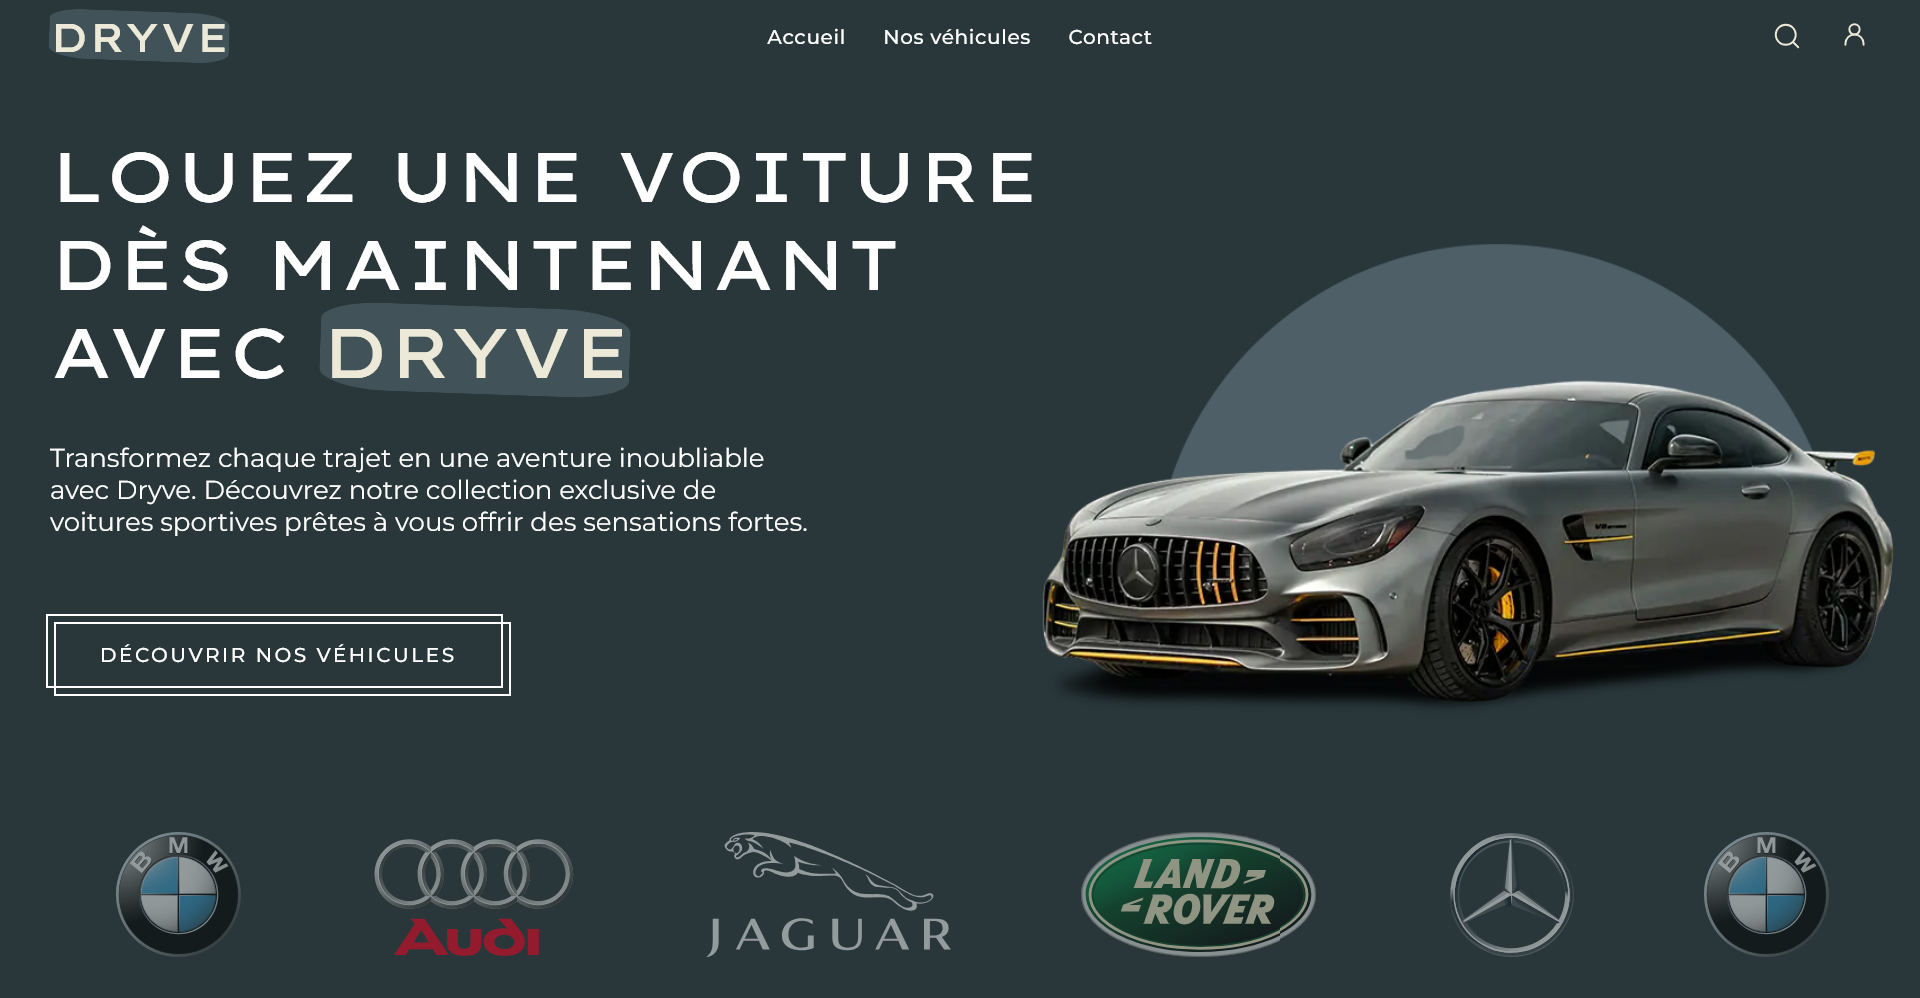 DRYVE
Accueil
Nos véhicules
Contact
LOUEZ UNE VOITURE
DÈS MAINTENANT
AVEC DRYVE
Transformez chaque trajet en une aventure inoubliable
avec Dryve. Découvrez notre collection exclusive de
voitures sportives prêtes à vous offrir des sensations fortes.
DÉCOUVRIR NOS VÉHICULES
BMW
Audi
JAGUAR
LAND
ROVER
BMW